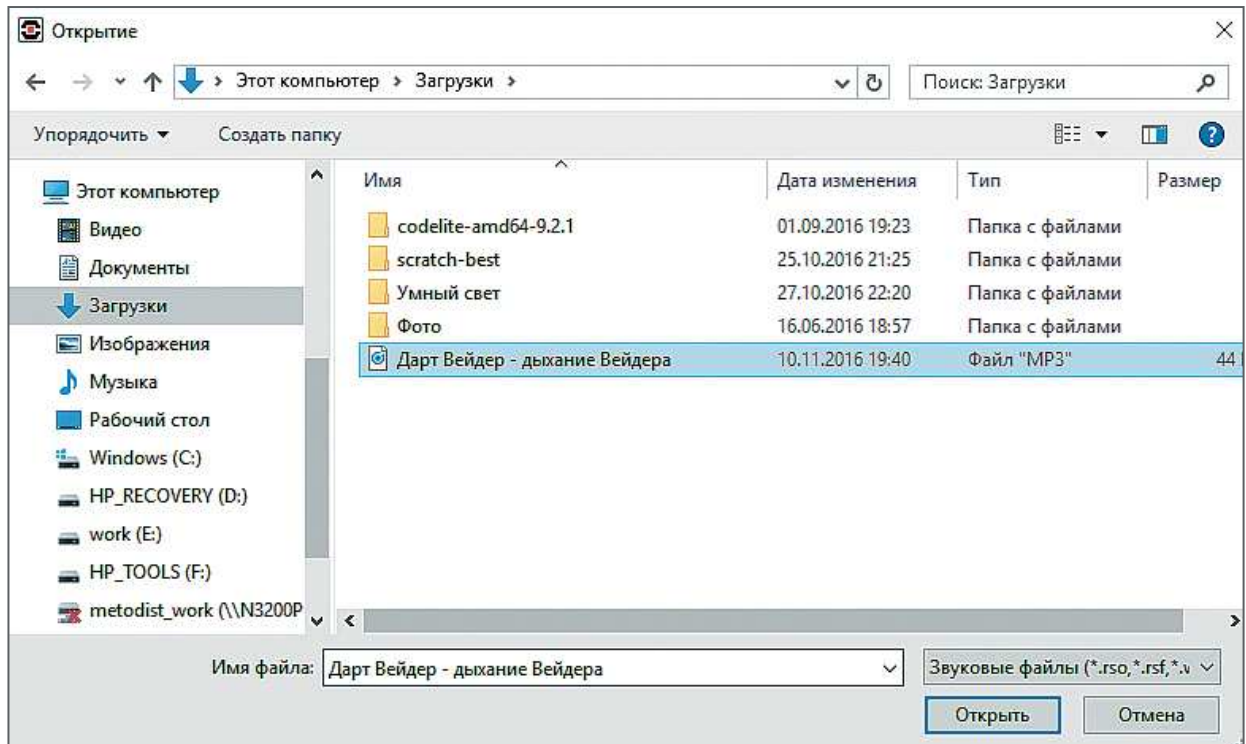 Открытие
Этот компьютер > Загрузки >
Поиск: Загрузки
Упорядочить
Создать папку
Имя
Дата изменения
Тип
Размер
Этот компьютер
Видео
Документы
Загрузки
Изображения
Музыка
Рабочий стол
Windows (C:)
HP_RECOVERY (D:)
work (E:)
HP_TOOLS (F:)
metodist_work (\\N3200P
codelite-amd64-9.2.1 01.09.2016 19:23 Папка с файлами
scratch-best 25.10.2016 21:25 Папка с файлами
Умный свет 27.10.2016 22:20 Папка с файлами
Фото 16.06.2016 18:57 Папка с файлами
Дарт Вейдер - дыхание Вейдера 10.11.2016 19:40 Файл "MP3" 44
Имя файла: Дарт Вейдер - дыхание Вейдера
Звуковые файлы (*.rso,*.rsf,*.
Открыть
Отмена